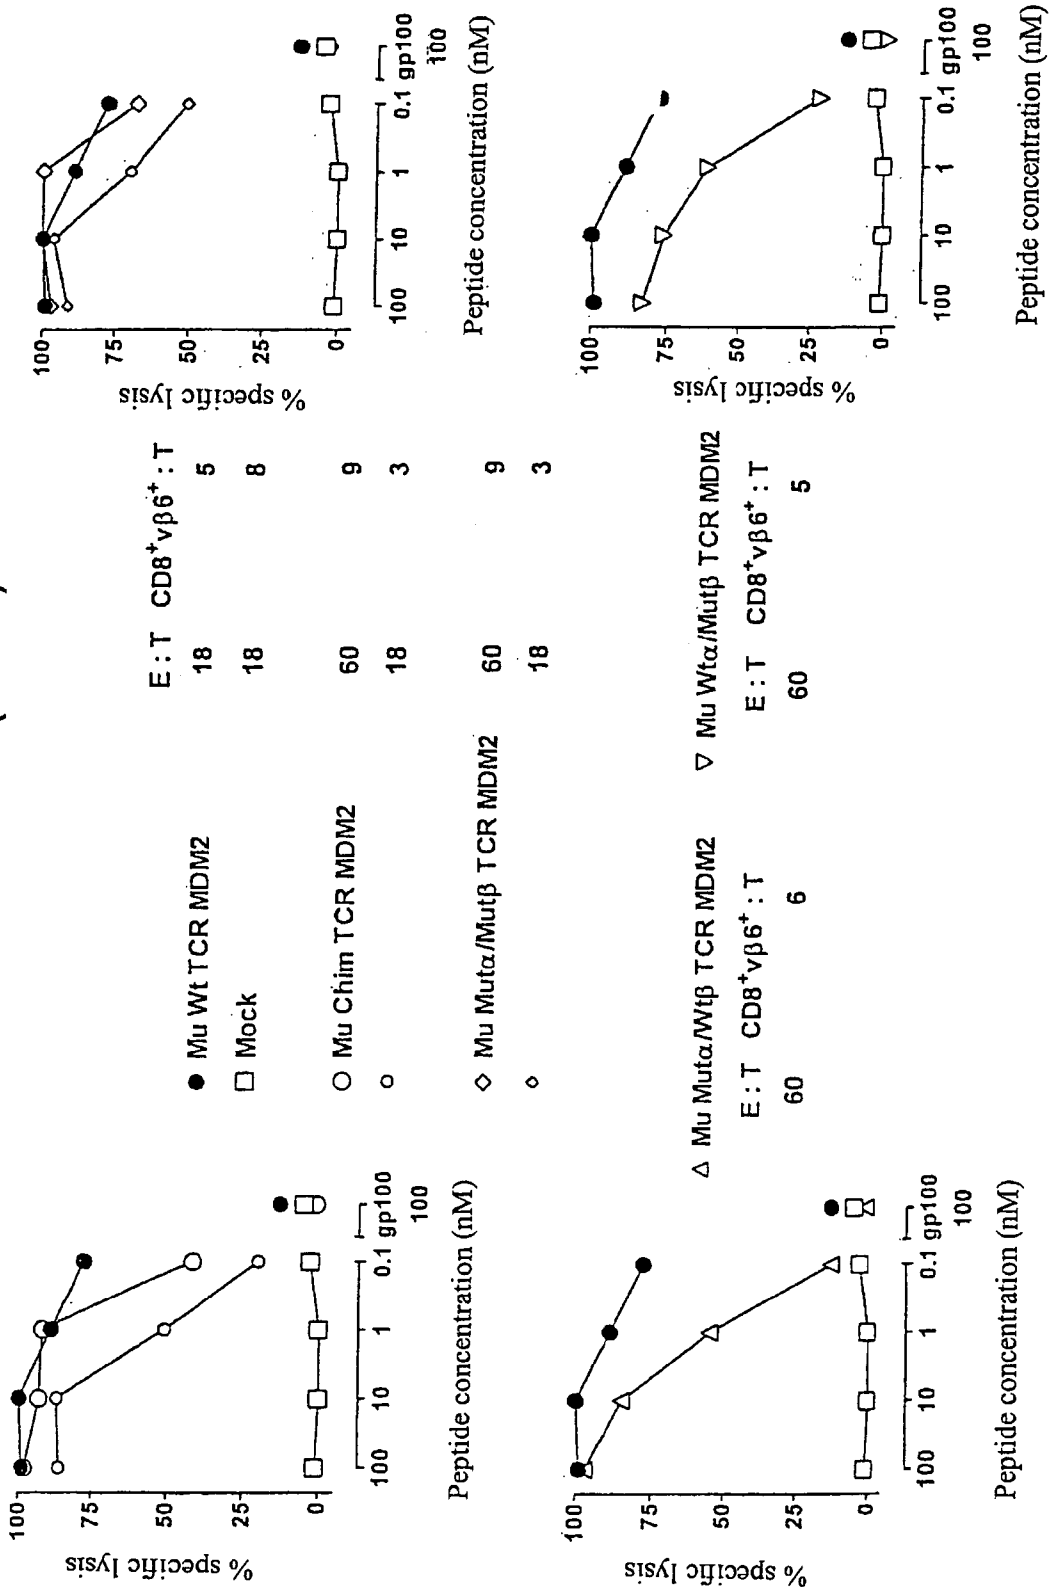 100
75
50
25
0
% specific lysis
100
10
1
0.1
gp100
100
Peptide concentration (nM)
E : T CD8⁺vβ6⁺ : T
● Mu Wt TCR MDM2 18 5
□ Mock 18 8
○ Mu Chim TCR MDM2 60 9
○ 18 3
◇ Mu Mutα/Mutβ TCR MDM2 60 9
◇ 18 3
100
75
50
25
0
% specific lysis
100
10
1
0.1
gp100
100
Peptide concentration (nM)
100
75
50
25
0
% specific lysis
100
10
1
0.1
gp100
100
Peptide concentration (nM)
△ Mu Mutα/Wtβ TCR MDM2
E : T CD8⁺vβ6⁺ : T
60 6
▽ Mu Wtα/Mutβ TCR MDM2
E : T CD8⁺vβ6⁺ : T
60 5
100
75
50
25
0
% specific lysis
100
10
1
0.1
gp100
100
Peptide concentration (nM)